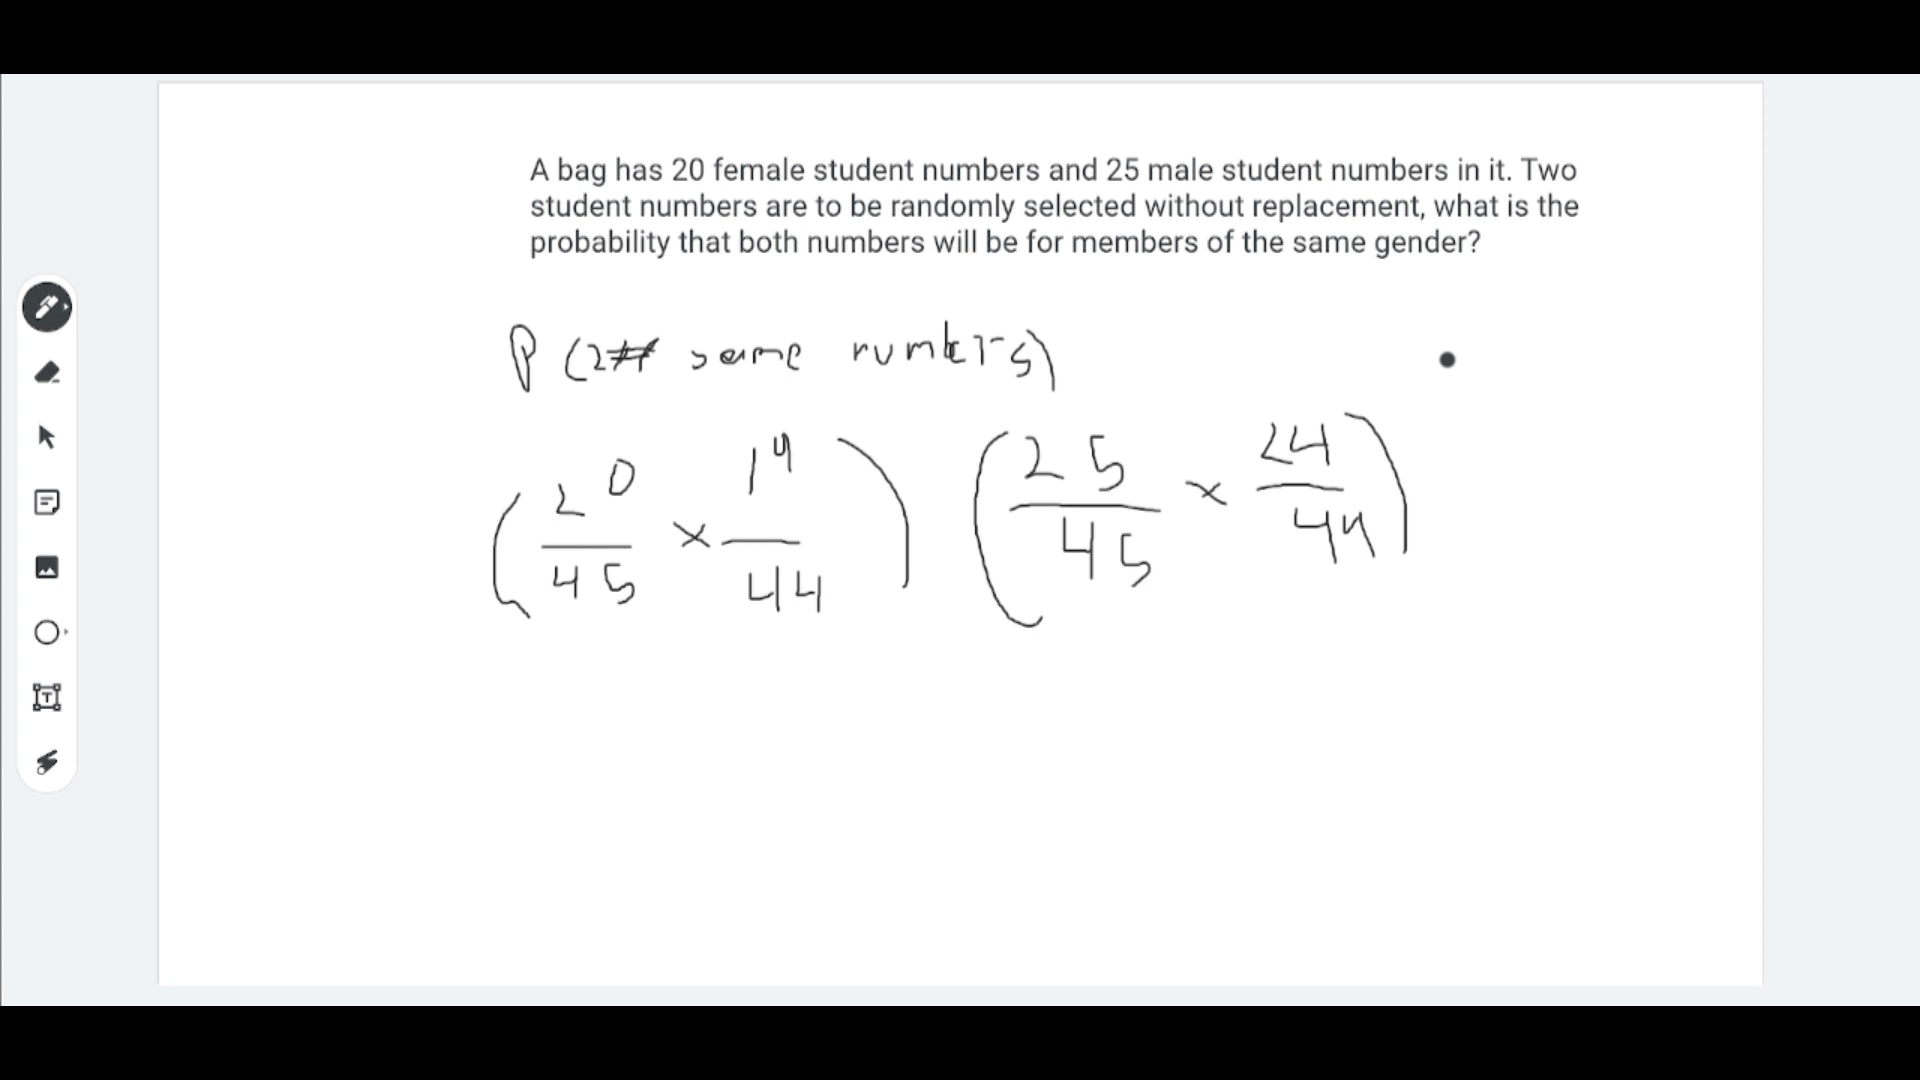 A bag has 20 female student numbers and 25 male student numbers in it. Two
student numbers are to be randomly selected without replacement, what is the
probability that both numbers will be for members of the same gender?
P (2# same numbers)
(20/45 × 19/44) (25/45 × 24/44)